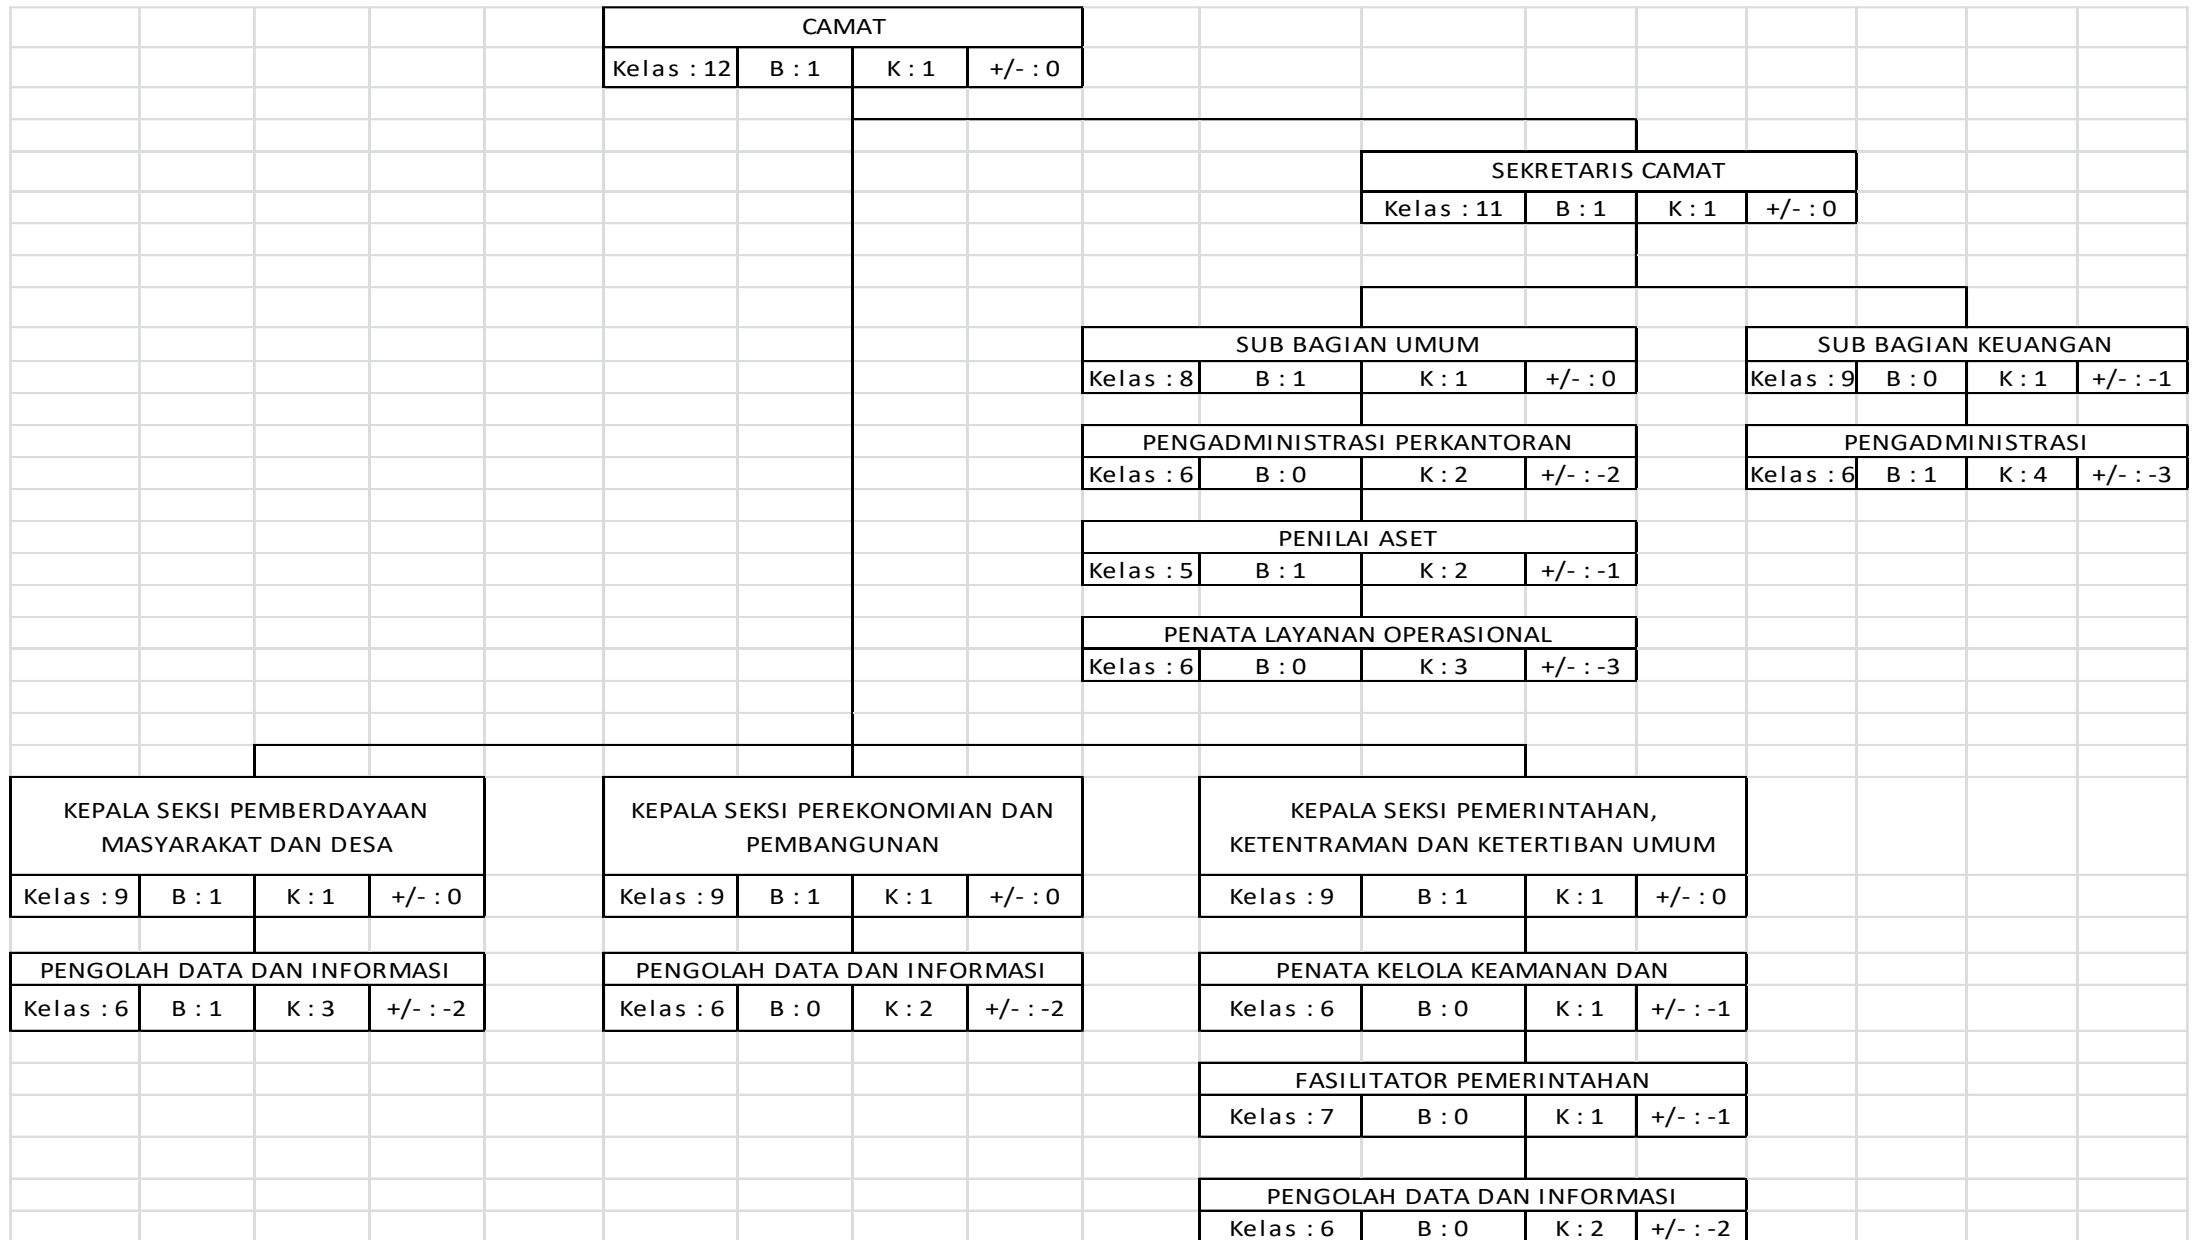 CAMAT
Kelas : 12 B : 1 K : 1 +/- : 0
SEKRETARIS CAMAT
Kelas : 11 B : 1 K : 1 +/- : 0
SUB BAGIAN UMUM
Kelas : 8 B : 1 K : 1 +/- : 0
SUB BAGIAN KEUANGAN
Kelas : 9 B : 0 K : 1 +/- : -1
PENGADMINISTRASI PERKANTORAN
Kelas : 6 B : 0 K : 2 +/- : -2
PENGADMINISTRASI
Kelas : 6 B : 1 K : 4 +/- : -3
PENILAI ASET
Kelas : 5 B : 1 K : 2 +/- : -1
PENATA LAYANAN OPERASIONAL
Kelas : 6 B : 0 K : 3 +/- : -3
KEPALA SEKSI PEMBERDAYAAN
MASYARAKAT DAN DESA
Kelas : 9 B : 1 K : 1 +/- : 0
KEPALA SEKSI PEREKONOMIAN DAN
PEMBANGUNAN
Kelas : 9 B : 1 K : 1 +/- : 0
KEPALA SEKSI PEMERINTAHAN,
KETENTRAMAN DAN KETERTIBAN UMUM
Kelas : 9 B : 1 K : 1 +/- : 0
PENGOLAH DATA DAN INFORMASI
Kelas : 6 B : 1 K : 3 +/- : -2
PENGOLAH DATA DAN INFORMASI
Kelas : 6 B : 0 K : 2 +/- : -2
PENATA KELOLA KEAMANAN DAN
Kelas : 6 B : 0 K : 1 +/- : -1
FASILITATOR PEMERINTAHAN
Kelas : 7 B : 0 K : 1 +/- : -1
PENGOLAH DATA DAN INFORMASI
Kelas : 6 B : 0 K : 2 +/- : -2